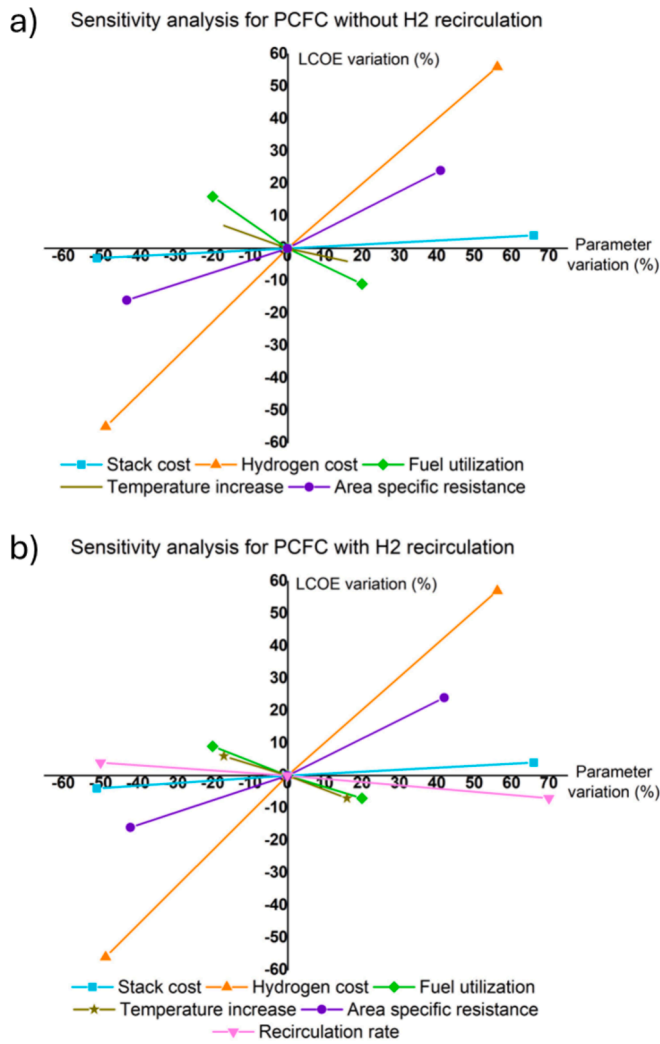 a)
Sensitivity analysis for PCFC without H2 recirculation
LCOE variation (%)
60
50
40
30
20
10
0
-60 -50 -40 -30 -20 -10 10 20 30 40 50 60 70
Parameter
variation (%)
-10
-20
-30
-40
-50
-60
Stack cost Hydrogen cost Fuel utilization
Temperature increase Area specific resistance
b)
Sensitivity analysis for PCFC with H2 recirculation
LCOE variation (%)
60
50
40
30
20
10
0
-60 -50 -40 -30 -20 -10 10 20 30 40 50 60 70
Parameter
variation (%)
-10
-20
-30
-40
-50
-60
Stack cost Hydrogen cost Fuel utilization
Temperature increase Area specific resistance
Recirculation rate